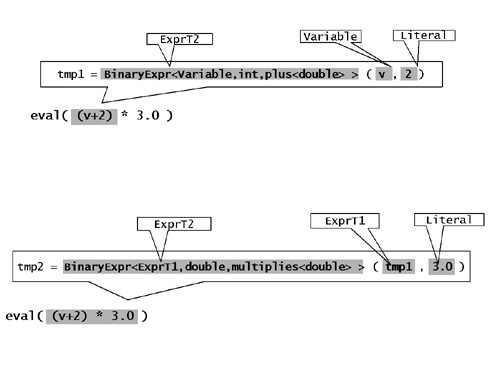 ExprT2
Variable
Literal
tmp1 = BinaryExpr<Variable,int,plus<double> > ( v , 2 )
eval( (v+2) * 3.0 )
ExprT2
ExprT1
Literal
tmp2 = BinaryExpr<ExprT1,double,multiplies<double> > ( tmp1 , 3.0 )
eval( (v+2) * 3.0 )